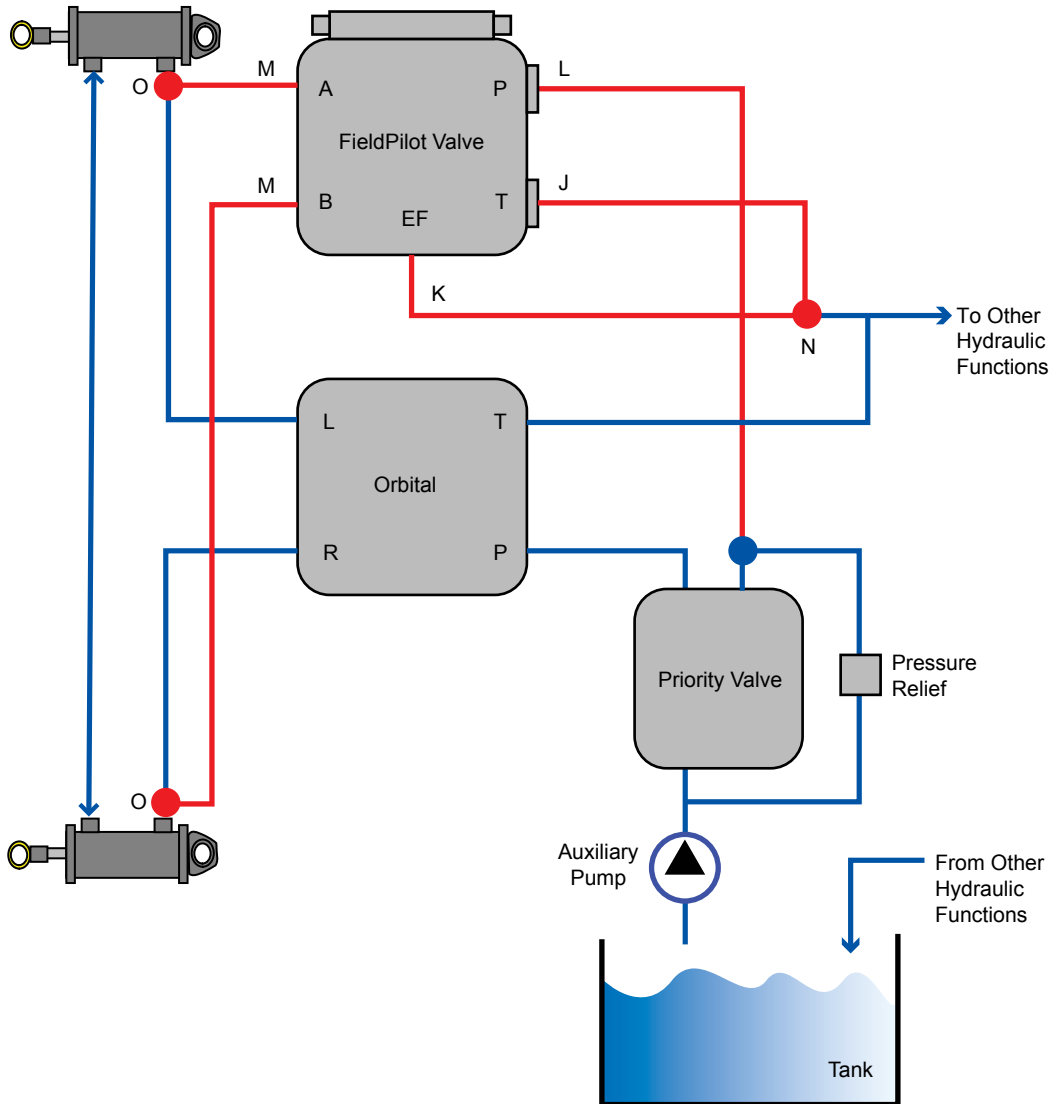 M
L
O
A
P
FieldPilot Valve
M
J
B
T
EF
K
To Other
Hydraulic
Functions
N
L
T
Orbital
R
P
Priority Valve
Pressure
Relief
O
Auxiliary
Pump
From Other
Hydraulic
Functions
Tank